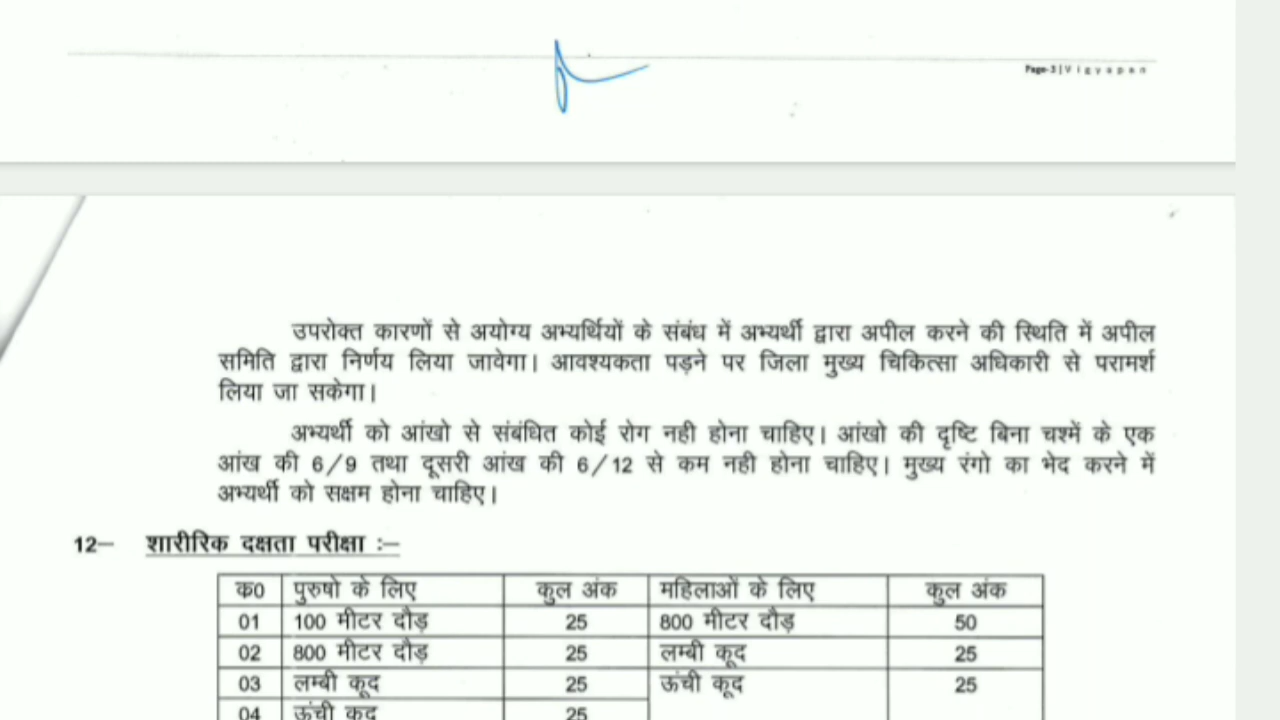 Page-3 | V i g y a p a n
उपरोक्त कारणों से अयोग्य अभ्यर्थियों के संबंध में अभ्यर्थी द्वारा अपील करने की स्थिति में अपील
समिति द्वारा निर्णय लिया जावेगा। आवश्यकता पड़ने पर जिला मुख्य चिकित्सा अधिकारी से परामर्श
लिया जा सकेगा।
अभ्यर्थी को आंखो से संबंधित कोई रोग नही होना चाहिए। आंखो की दृष्टि बिना चश्में के एक
आंख की 6/9 तथा दूसरी आंख की 6/12 से कम नही होना चाहिए। मुख्य रंगो का भेद करने में
अभ्यर्थी को सक्षम होना चाहिए।
12— शारीरिक दक्षता परीक्षा :—
क0 पुरुषो के लिए कुल अंक महिलाओं के लिए कुल अंक
01 100 मीटर दौड़ 25 800 मीटर दौड़ 50
02 800 मीटर दौड़ 25 लम्बी कूद 25
03 लम्बी कूद 25 ऊंची कूद 25
04 ऊंची कूद 25